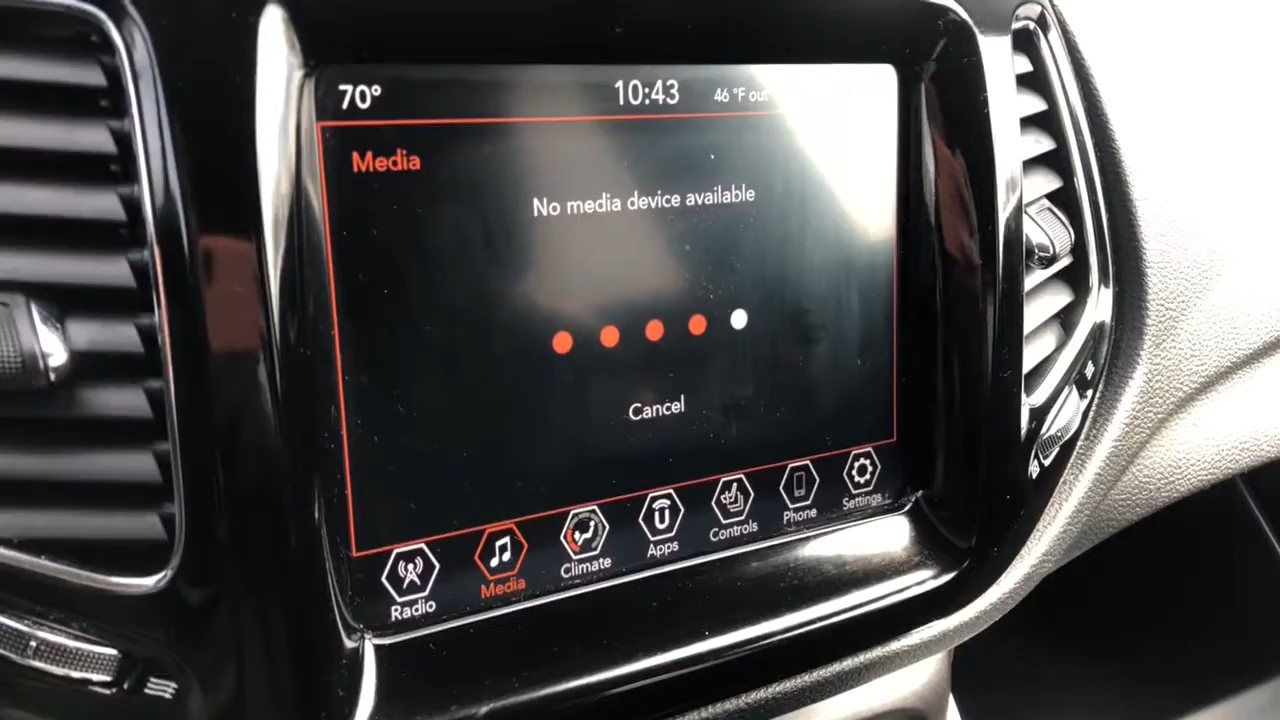 70°
10:43
46 °F out
Media
No media device available
Cancel
Radio
Media
Climate
Apps
Controls
Phone
Settings